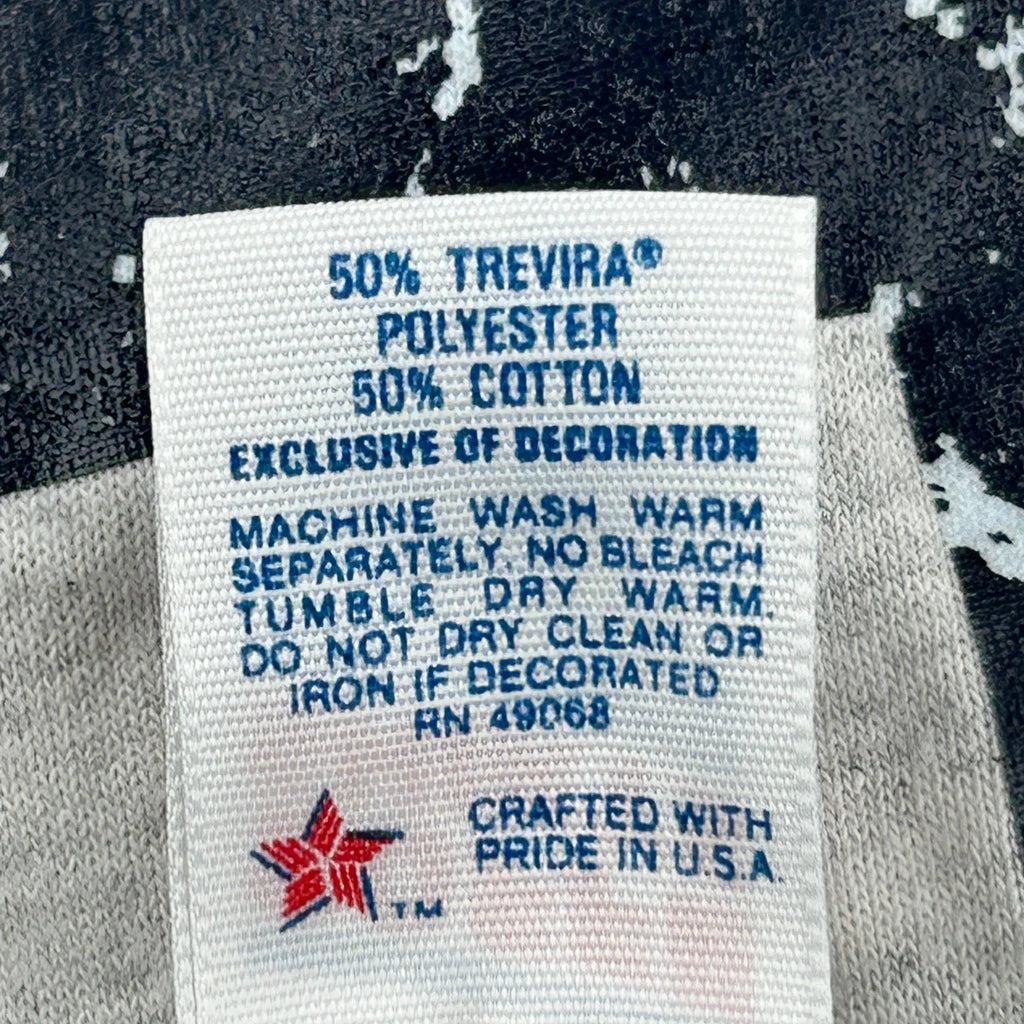 50% TREVIRA®
POLYESTER
50% COTTON
EXCLUSIVE OF DECORATION
MACHINE WASH WARM
SEPARATELY. NO BLEACH
TUMBLE DRY WARM.
DO NOT DRY CLEAN OR
IRON IF DECORATED
RN 49068
CRAFTED WITH
PRIDE IN U.S.A.
TM